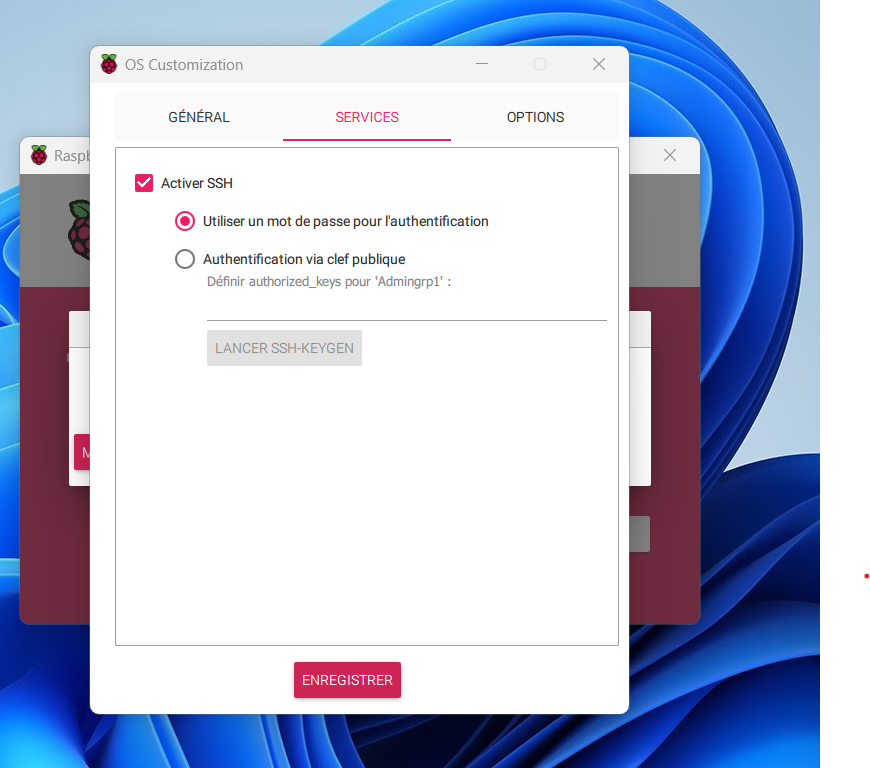 OS Customization
GÉNÉRAL
SERVICES
OPTIONS
Raspb
Activer SSH
Utiliser un mot de passe pour l'authentification
Authentification via clef publique
Définir authorized_keys pour 'Admingrp1' :
LANCER SSH-KEYGEN
M
ENREGISTRER